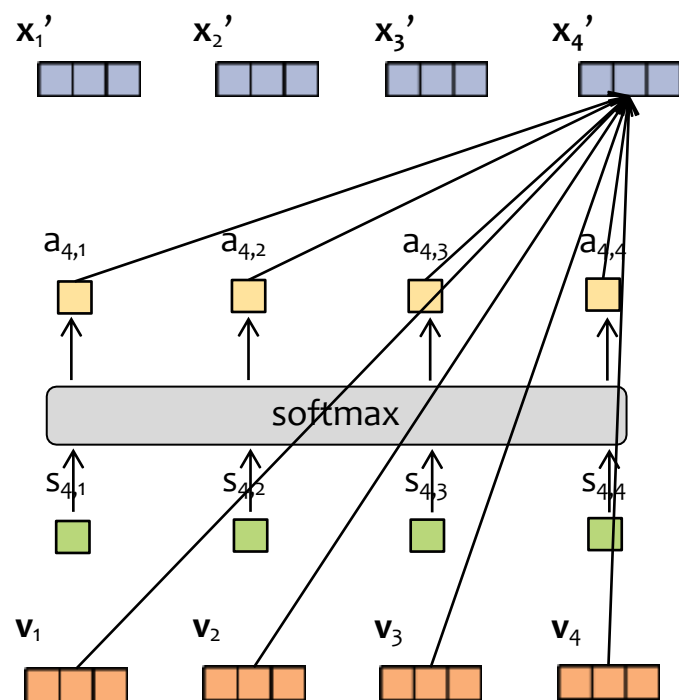 x₁’ x₂’ x₃’ x₄’
a₄,₁ a₄,₂ a₄,₃ a₄,₄
softmax
s₄,₁ s₄,₂ s₄,₃ s₄,₄
v₁ v₂ v₃ v₄